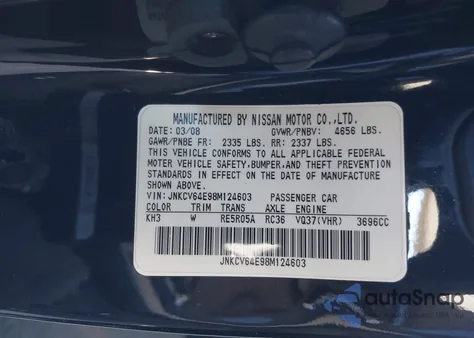 MANUFACTURED BY NISSAN MOTOR CO.,LTD.
DATE: 03/08 GVWR/PNBV: 4656 LBS.
GAWR/PNBE FR: 2335 LBS. RR: 2337 LBS.
THIS VEHICLE CONFORMS TO ALL APPLICABLE FEDERAL
MOTOR VEHICLE SAFETY,BUMPER,AND THEFT PREVENTION
STANDARDS IN EFFECT ON THE DATE OF MANUFACTURE
SHOWN ABOVE.
VIN: JNKCV64E98M124603 PASSENGER CAR
COLOR TRIM TRANS AXLE ENGINE
KH3 W RE5R05A RC36 VQ37(VHR) 3696CC
JNKCV64E98M124603
autoSnap